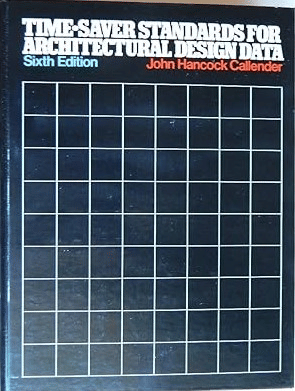 TIME-SAVER STANDARDS FOR
ARCHITECTURAL DESIGN DATA
Sixth Edition John Hancock Callender